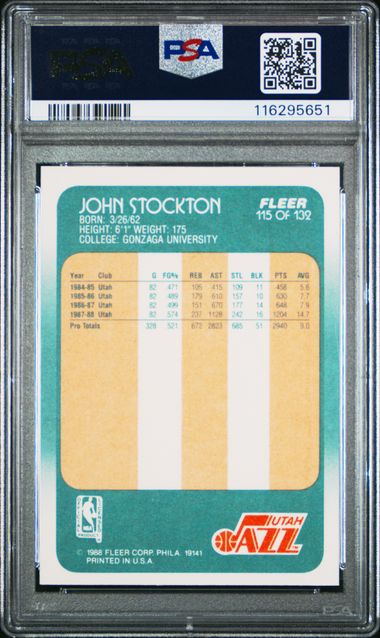 PSA
PSA
116295651
JOHN STOCKTON
BORN: 3/26/62
HEIGHT: 6'1" WEIGHT: 175
COLLEGE: GONZAGA UNIVERSITY
FLEER
115 OF 132
Year Club G FG% REB AST STL BLK PTS AVG
1984-85 Utah 82 .471 105 415 109 11 458 5.6
1985-86 Utah 82 .489 179 610 157 10 630 7.7
1986-87 Utah 82 .499 151 670 177 14 648 7.9
1987-88 Utah 82 .574 237 1128 242 16 1204 14.7
Pro Totals 328 .521 672 2823 685 51 2940 9.0
NBA
PRODUCT
UTAH
JAZZ
© 1988 FLEER CORP. PHILA. 19141
PRINTED IN U.S.A.
PSA